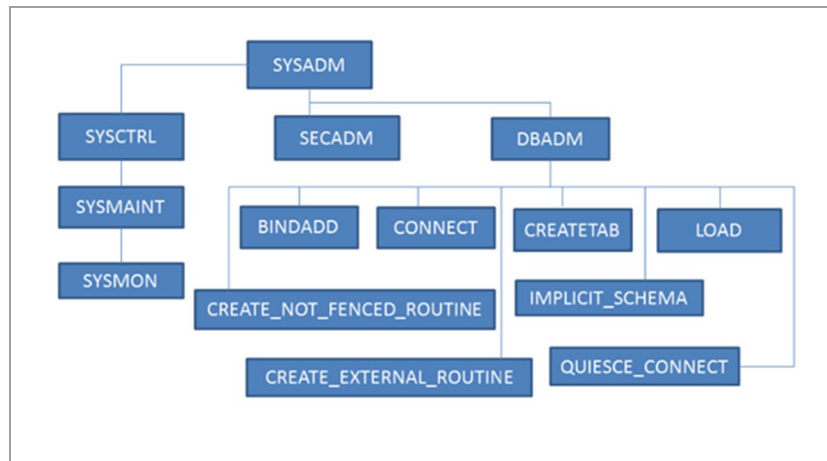 SYSADM
SYSCTRL
SECADM
DBADM
SYSMAINT
BINDADD
CONNECT
CREATETAB
LOAD
SYSMON
CREATE_NOT_FENCED_ROUTINE
IMPLICIT_SCHEMA
CREATE_EXTERNAL_ROUTINE
QUIESCE_CONNECT